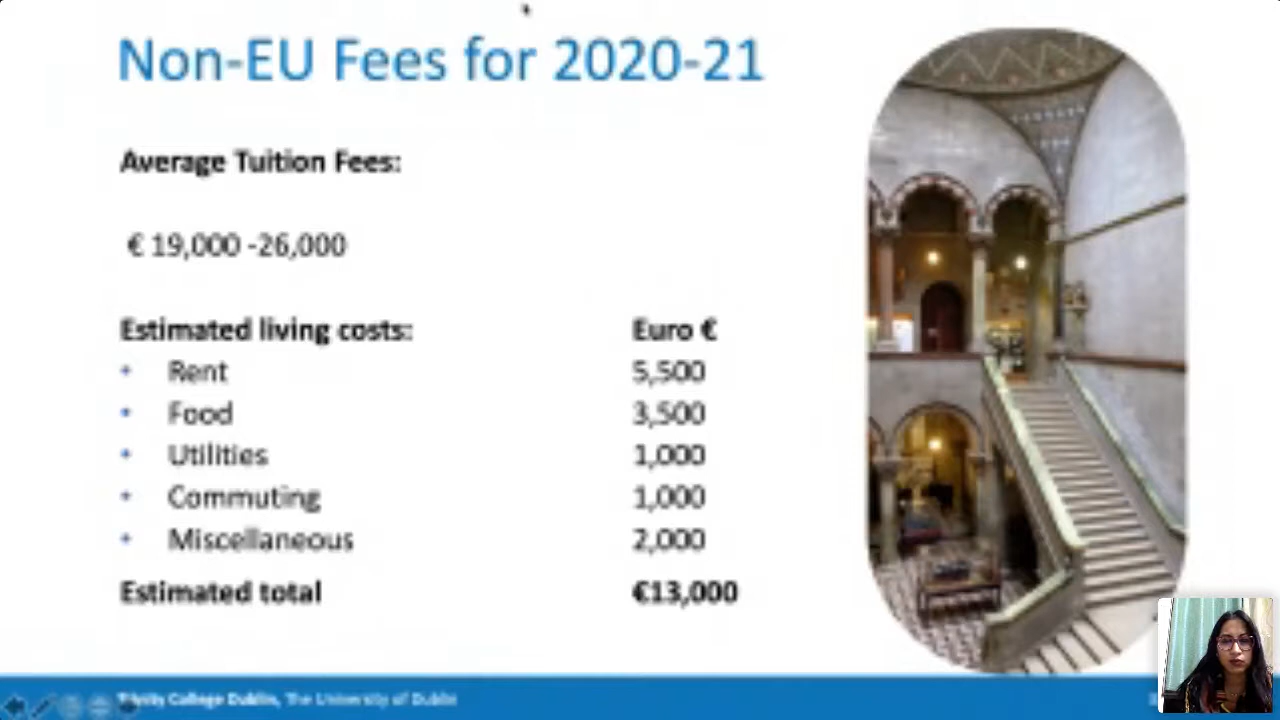 Non-EU Fees for 2020-21
Average Tuition Fees:
€ 19,000 -26,000
Estimated living costs: Euro €
• Rent 5,500
• Food 3,500
• Utilities 1,000
• Commuting 1,000
• Miscellaneous 2,000
Estimated total €13,000
Trinity College Dublin, The University of Dublin